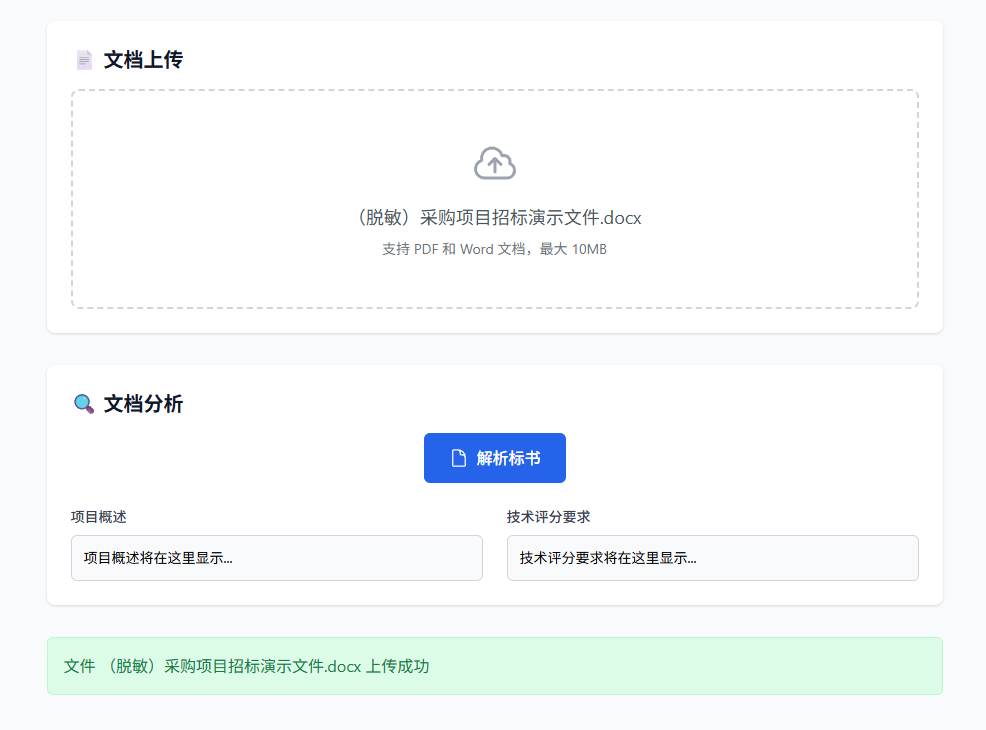 文档上传
（脱敏）采购项目招标演示文件.docx
支持 PDF 和 Word 文档，最大 10MB
文档分析
解析标书
项目概述
技术评分要求
项目概述将在这里显示...
技术评分要求将在这里显示...
文件 （脱敏）采购项目招标演示文件.docx 上传成功